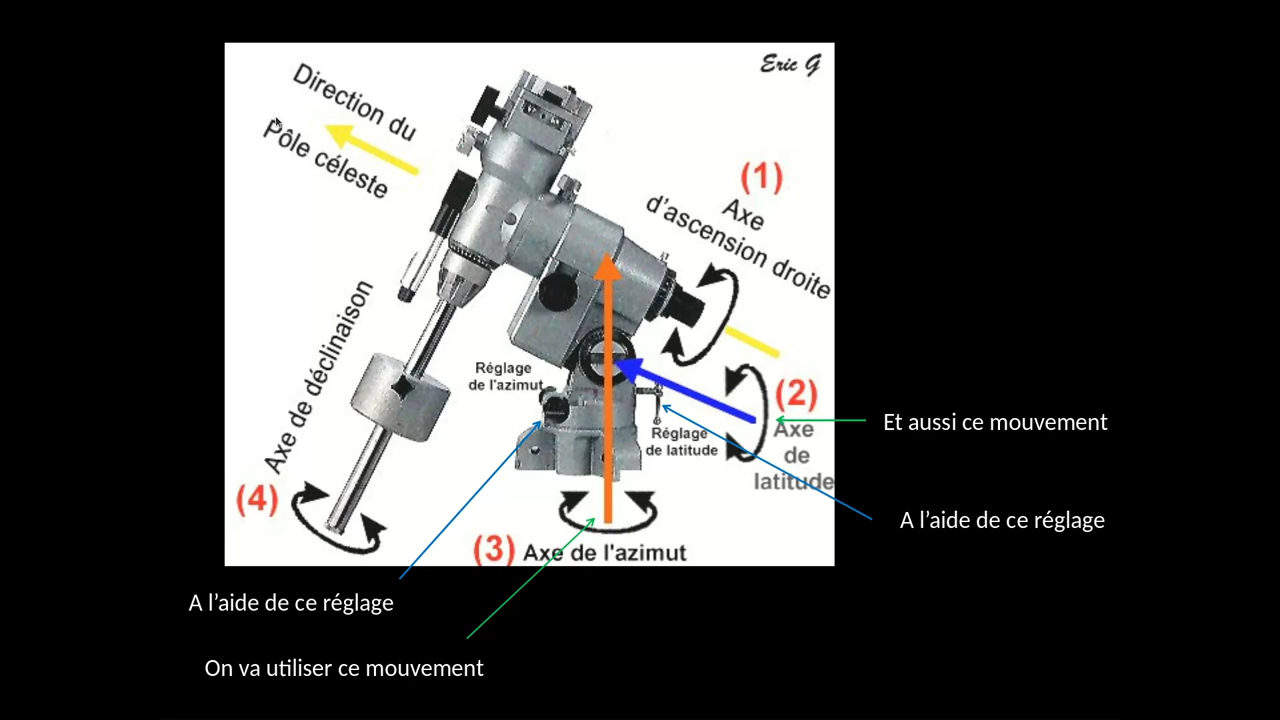 Eric G
Direction du
Pôle céleste
(1)
Axe
d'ascension droite
Axe de déclinaison
Réglage
de l'azimut
(2)
Axe
de
latitude
Et aussi ce mouvement
Réglage
de latitude
(4)
A l’aide de ce réglage
(3) Axe de l'azimut
A l’aide de ce réglage
On va utiliser ce mouvement